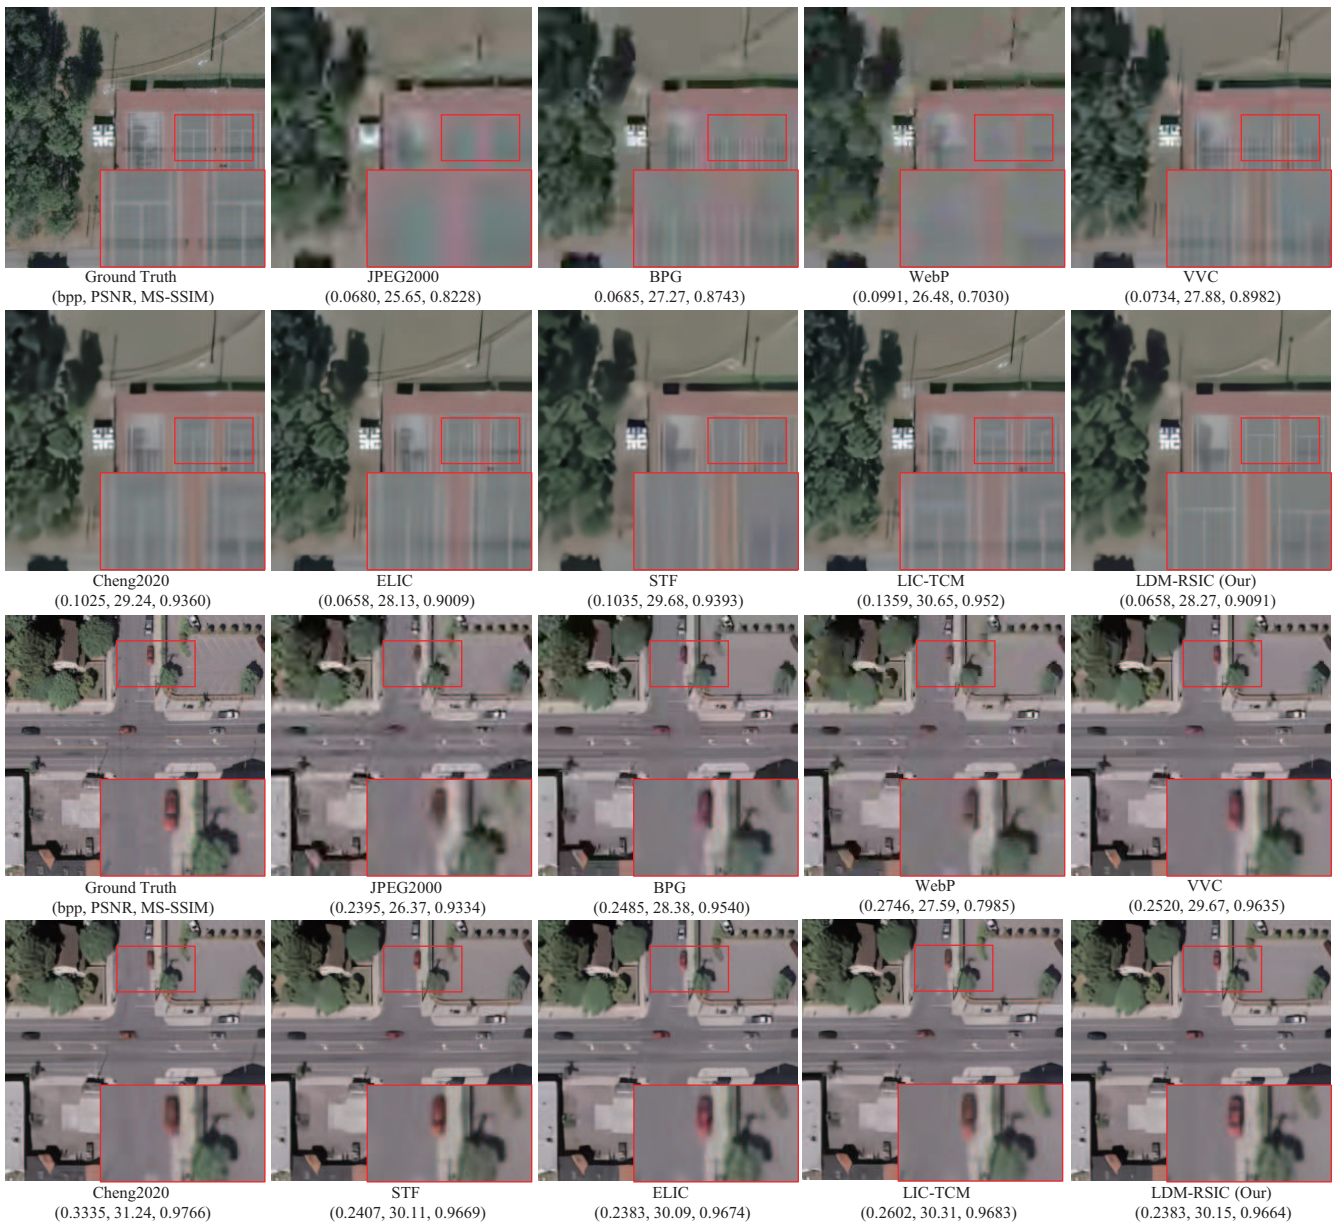 Ground Truth
(bpp, PSNR, MS-SSIM)
JPEG2000
(0.0680, 25.65, 0.8228)
BPG
0.0685, 27.27, 0.8743)
WebP
(0.0991, 26.48, 0.7030)
VVC
(0.0734, 27.88, 0.8982)
Cheng2020
(0.1025, 29.24, 0.9360)
ELIC
(0.0658, 28.13, 0.9009)
STF
(0.1035, 29.68, 0.9393)
LIC-TCM
(0.1359, 30.65, 0.952)
LDM-RSIC (Our)
(0.0658, 28.27, 0.9091)
Ground Truth
(bpp, PSNR, MS-SSIM)
JPEG2000
(0.2395, 26.37, 0.9334)
BPG
(0.2485, 28.38, 0.9540)
WebP
(0.2746, 27.59, 0.7985)
VVC
(0.2520, 29.67, 0.9635)
Cheng2020
(0.3335, 31.24, 0.9766)
STF
(0.2407, 30.11, 0.9669)
ELIC
(0.2383, 30.09, 0.9674)
LIC-TCM
(0.2602, 30.31, 0.9683)
LDM-RSIC (Our)
(0.2383, 30.15, 0.9664)